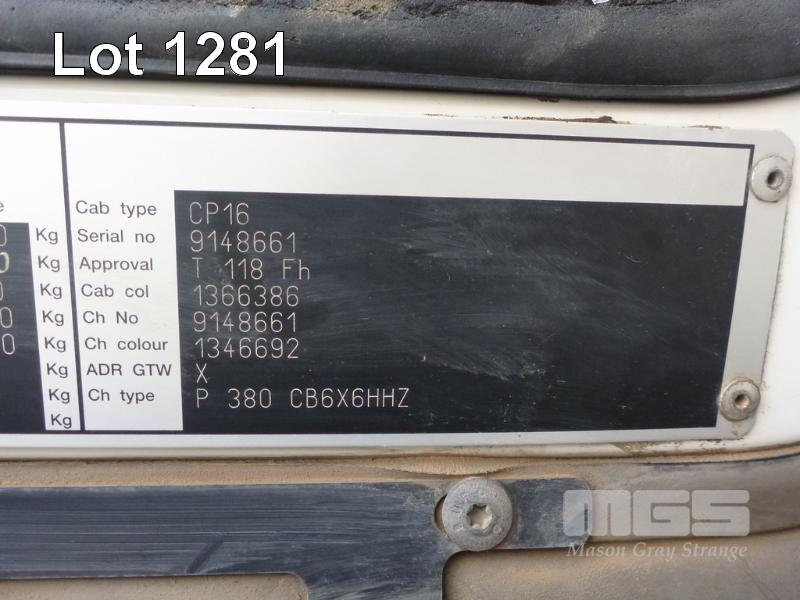 Lot 1281
Cab type CP16
Kg Serial no 9148661
Kg Approval T 118 Fh
Kg Cab col 1366386
Kg Ch No 9148661
Kg Ch colour 1346692
Kg ADR GTW X
Kg Ch type P 380 CB6X6HHZ
Kg
MGS
Mason Gray Strange